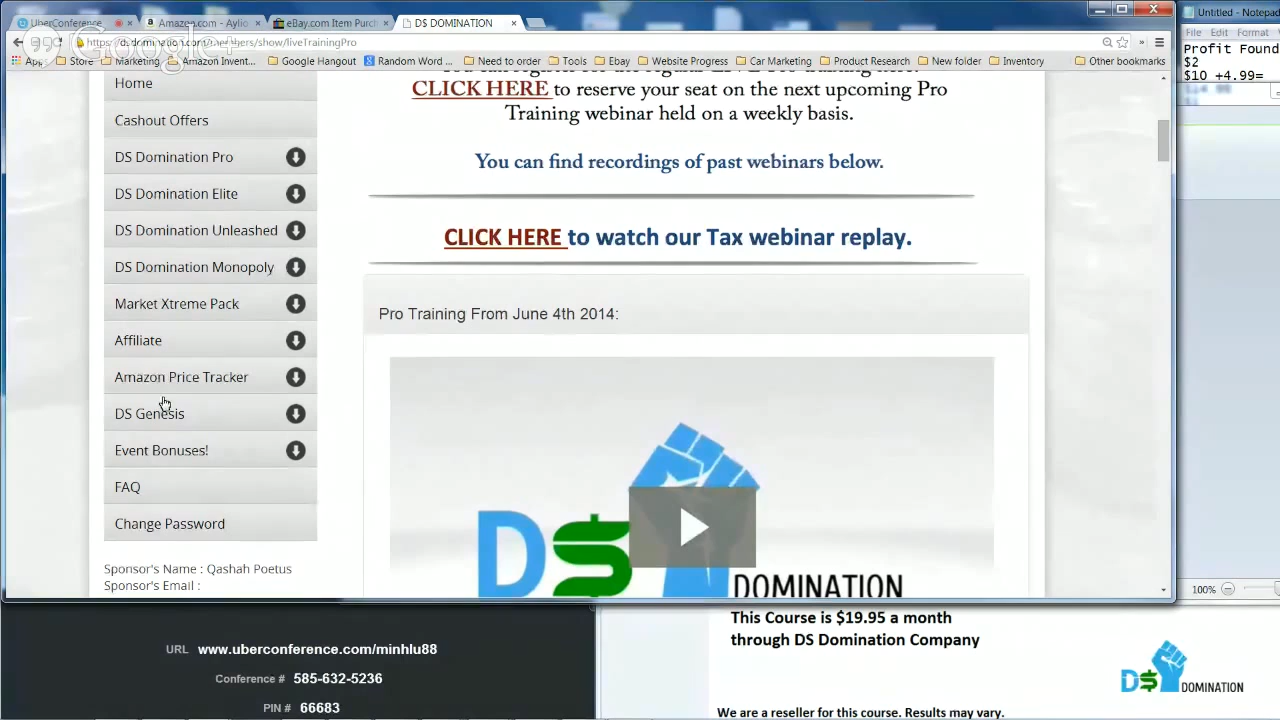 UberConference
Amazon.com - Aylio
eBay.com Item Purch
DS DOMINATION
Untitled - Notepad
Google+
File Edit Format
Store
Marketing
Amazon Invent...
Google Hangout
Random Word ...
Need to order
Tools
Ebay
Website Progress
Car Marketing
Product Research
New folder
Inventory
Other bookmarks
Profit Found
$2
$10 +4.99=
Home
Cashout Offers
DS Domination Pro
DS Domination Elite
DS Domination Unleashed
DS Domination Monopoly
Market Xtreme Pack
Affiliate
Amazon Price Tracker
DS Genesis
Event Bonuses!
FAQ
Change Password
Sponsor's Name : Qashah Poetus
Sponsor's Email :
CLICK HERE to reserve your seat on the next upcoming Pro
Training webinar held on a weekly basis.
You can find recordings of past webinars below.
CLICK HERE to watch our Tax webinar replay.
Pro Training From June 4th 2014:
D$
DOMINATION
100%
URL www.uberconference.com/minhlu88
Conference # 585-632-5236
PIN # 66683
This Course is $19.95 a month
through DS Domination Company
D$ DOMINATION
We are a reseller for this course. Results may vary.